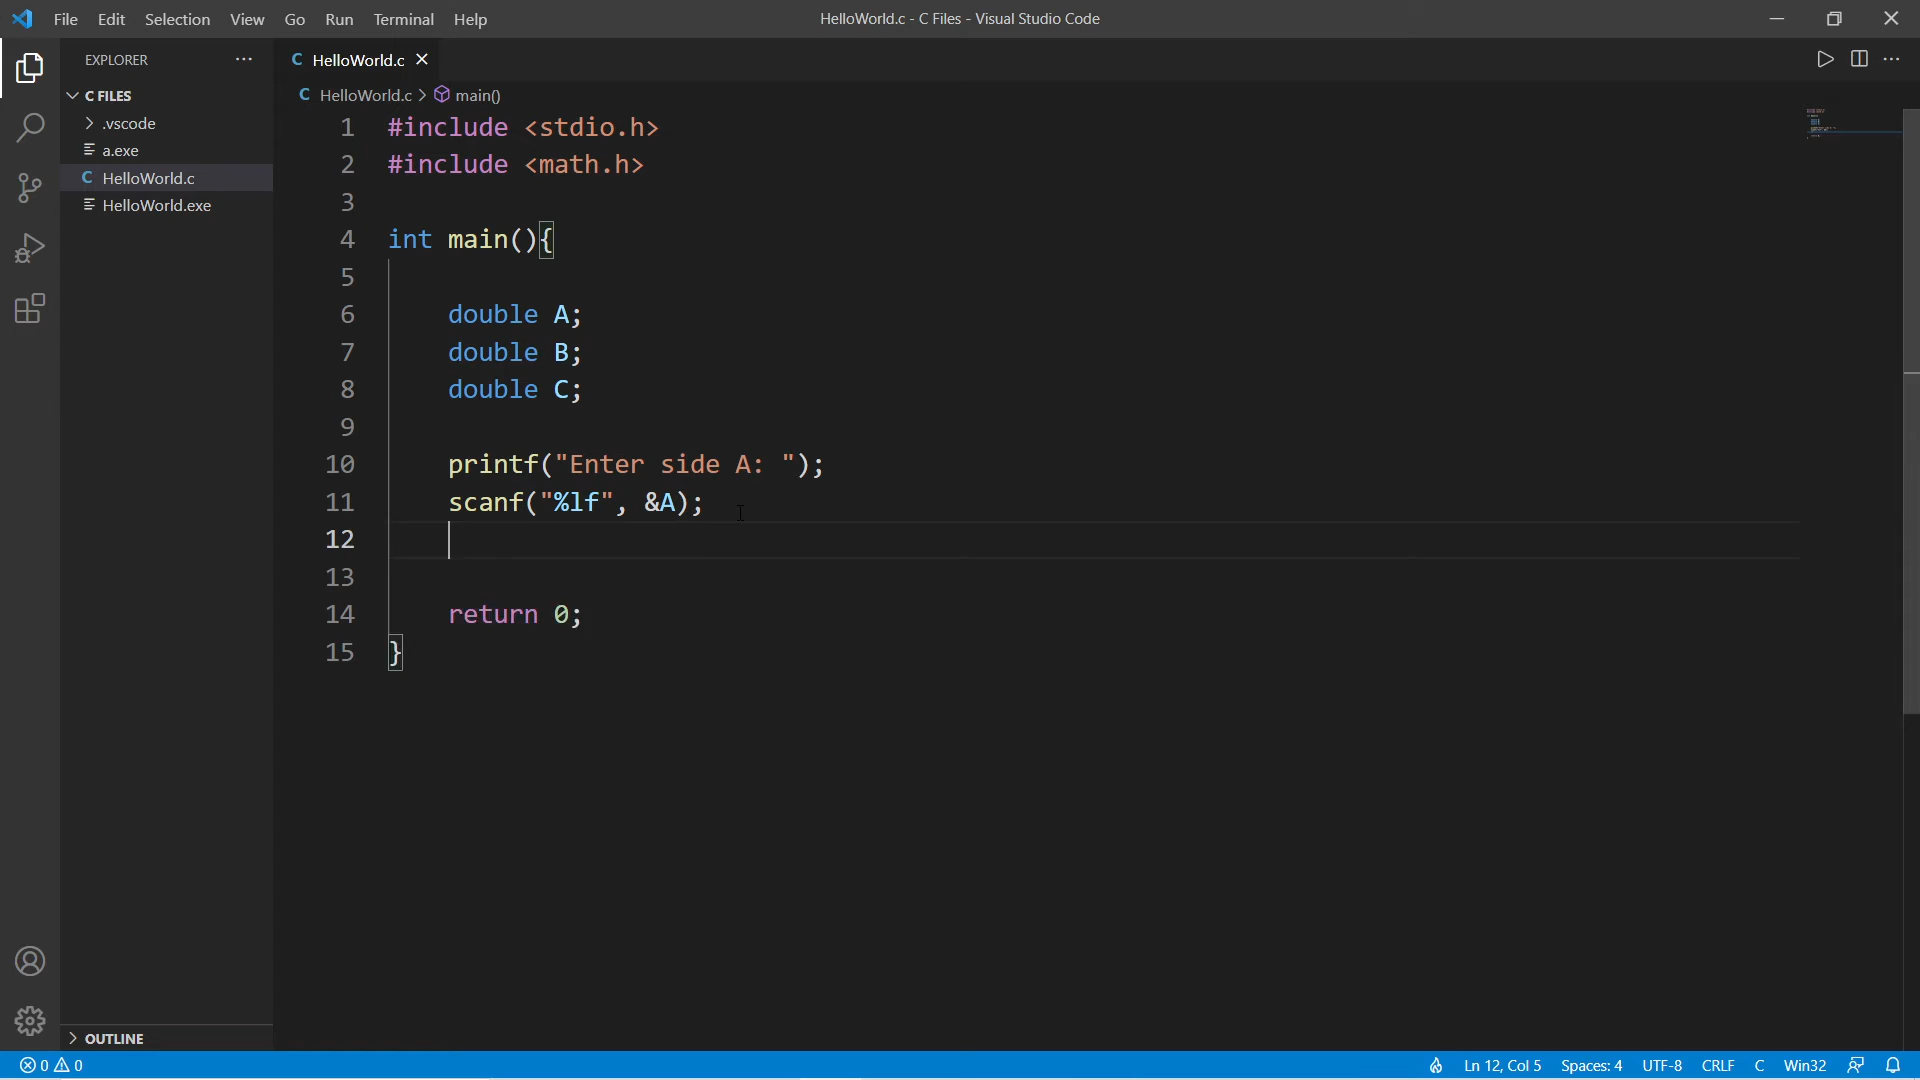 File Edit Selection View Go Run Terminal Help
HelloWorld.c - C Files - Visual Studio Code
EXPLORER
C FILES
.vscode
a.exe
C HelloWorld.c
HelloWorld.exe
OUTLINE
C HelloWorld.c
C HelloWorld.c > main()
1 #include <stdio.h>
2 #include <math.h>
3
4 int main(){
5
6 double A;
7 double B;
8 double C;
9
10 printf("Enter side A: ");
11 scanf("%lf", &A);
12
13
14 return 0;
15 }
0 0
Ln 12, Col 5 Spaces: 4 UTF-8 CRLF C Win32